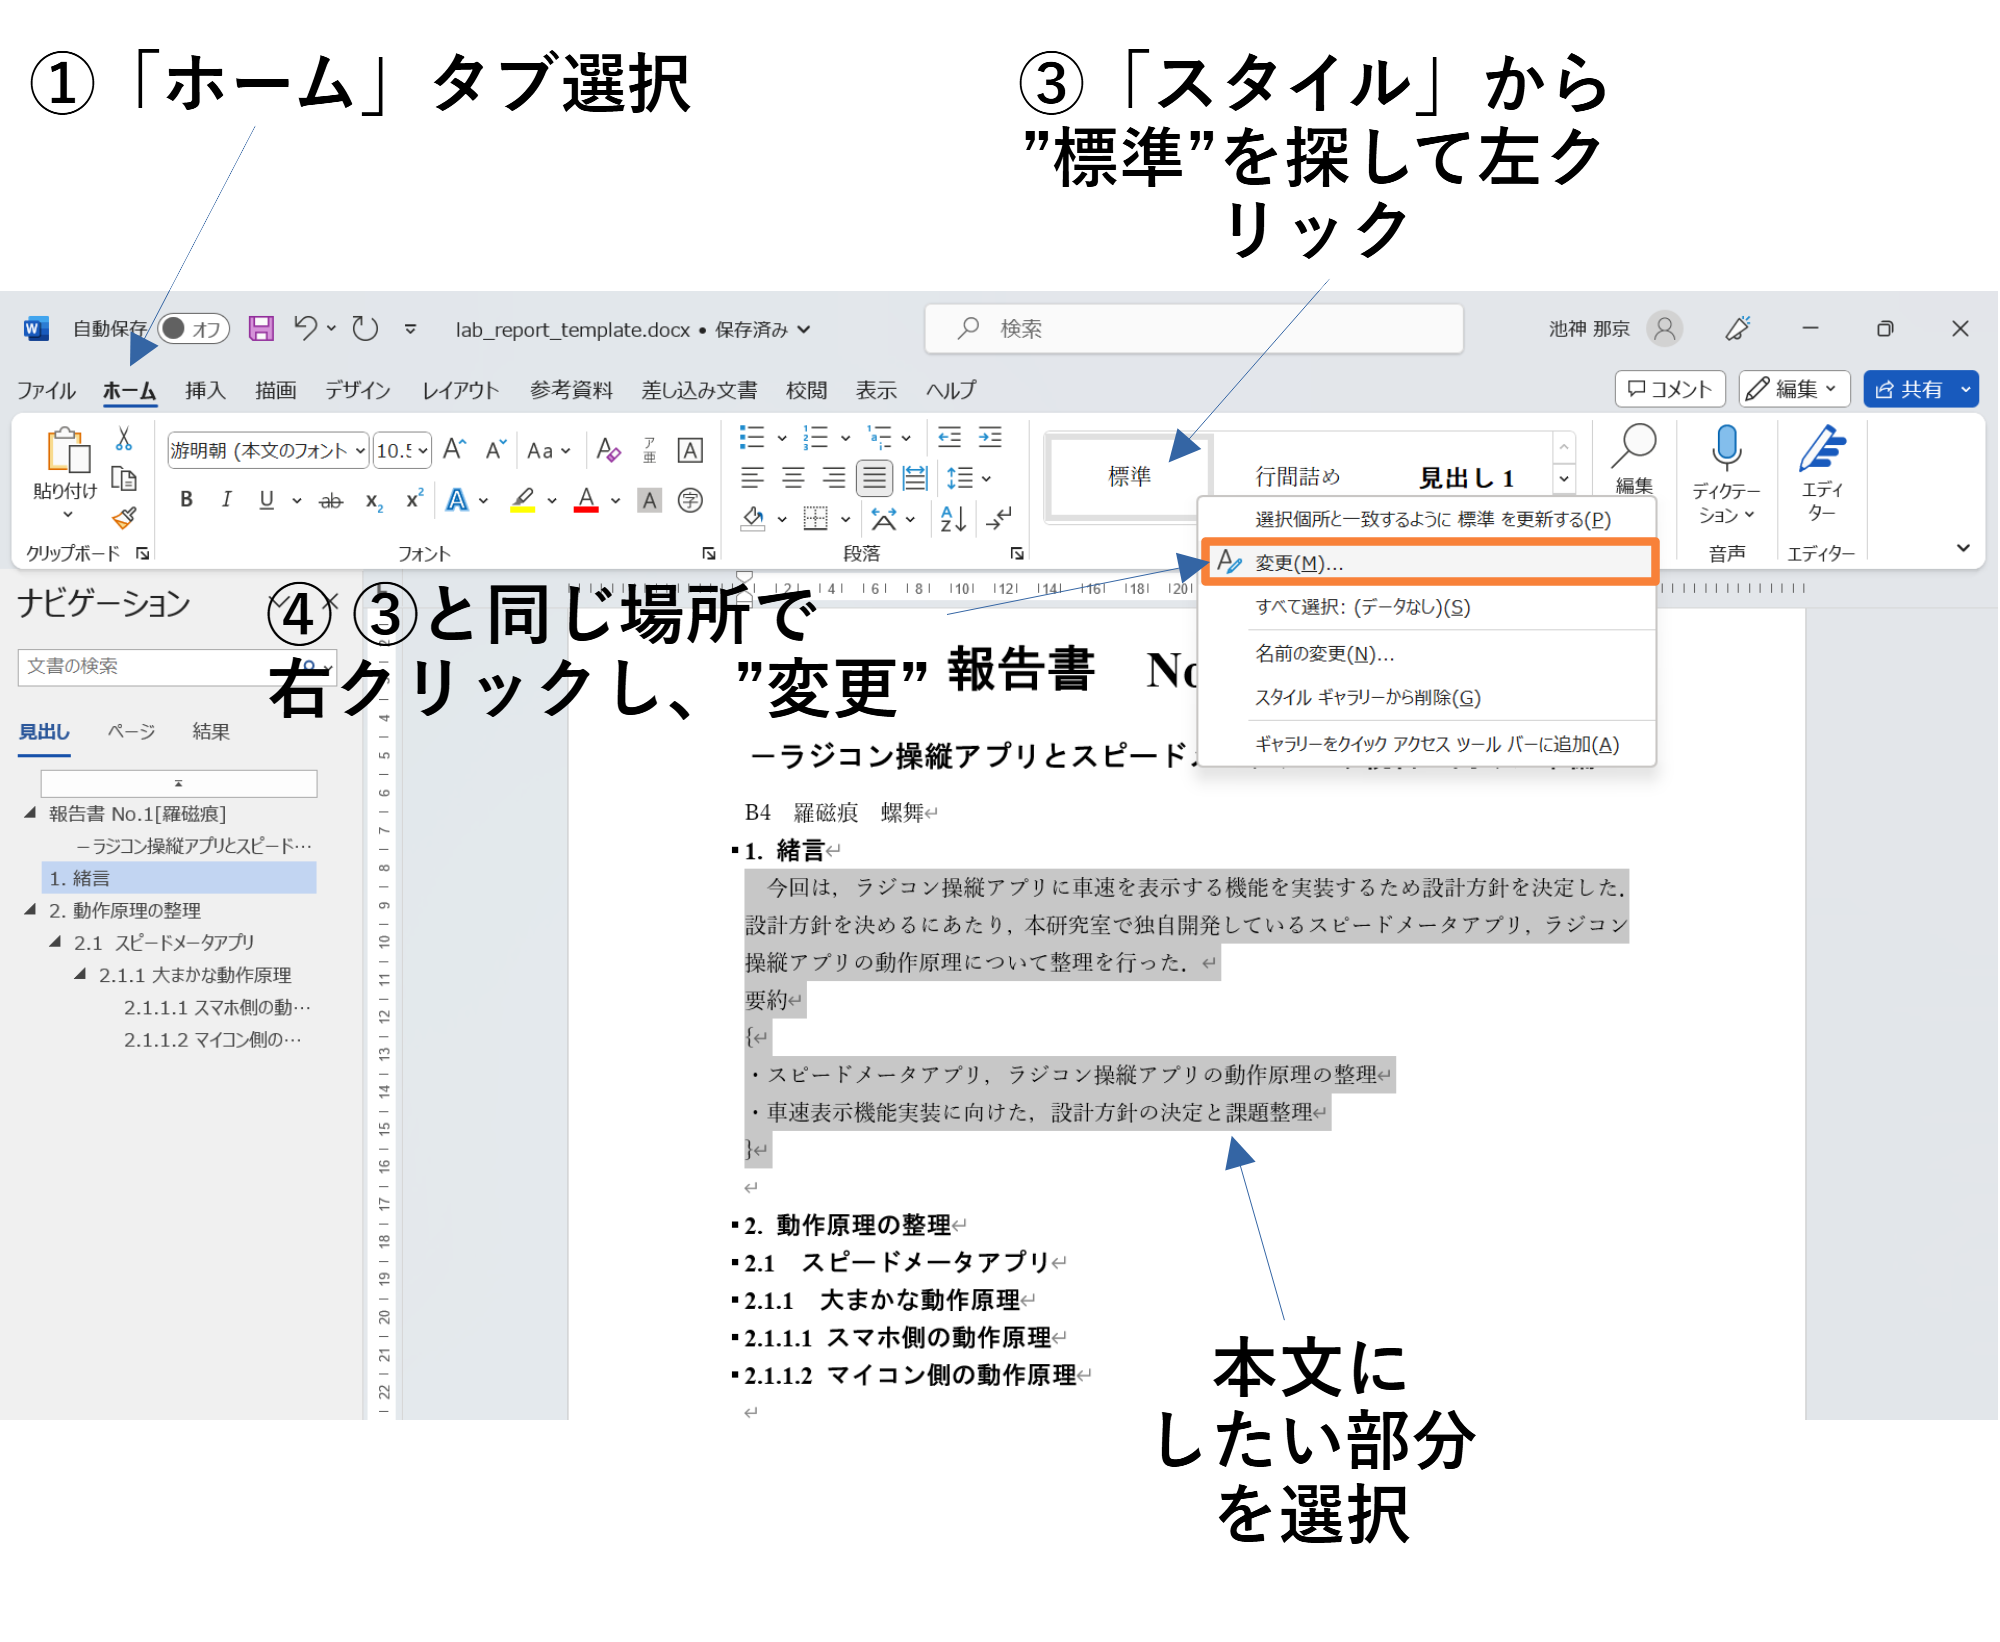 ①「ホーム」タブ選択
③「スタイル」から
”標準”を探して左ク
リック
自動保存 オフ
lab_report_template.docx • 保存済み
検索
池神 那京
ファイル ホーム 挿入 描画 デザイン レイアウト 参考資料 差し込み文書 校閲 表示 ヘルプ
コメント 編集 共有
貼り付け
クリップボード
游明朝 (本文のフォント 10.5
Aa
フォント
段落
標準 行間詰め 見出し 1
編集
ディクテー
ション
音声
エディ
ター
エディター
選択個所と一致するように 標準 を更新する(P)
変更(M)...
すべて選択: (データなし)(S)
名前の変更(N)...
スタイル ギャラリーから削除(G)
ギャラリーをクイック アクセス ツール バーに追加(A)
④ ③と同じ場所で
右クリックし、”変更”
ナビゲーション
文書の検索
見出し ページ 結果
報告書 No.1[羅磁痕]
－ラジコン操縦アプリとスピード…
1. 緒言
2. 動作原理の整理
2.1 スピードメータアプリ
2.1.1 大まかな動作原理
2.1.1.1 スマホ側の動…
2.1.1.2 マイコン側の…
報告書　No
－ラジコン操縦アプリとスピード
B4　羅磁痕　螺舞
1. 緒言
今回は，ラジコン操縦アプリに車速を表示する機能を実装するため設計方針を決定した．
設計方針を決めるにあたり，本研究室で独自開発しているスピードメータアプリ，ラジコン
操縦アプリの動作原理について整理を行った．
要約
{
・スピードメータアプリ，ラジコン操縦アプリの動作原理の整理
・車速表示機能実装に向けた，設計方針の決定と課題整理
}
2. 動作原理の整理
2.1　スピードメータアプリ
2.1.1　大まかな動作原理
2.1.1.1 スマホ側の動作原理
2.1.1.2 マイコン側の動作原理
本文に
したい部分
を選択